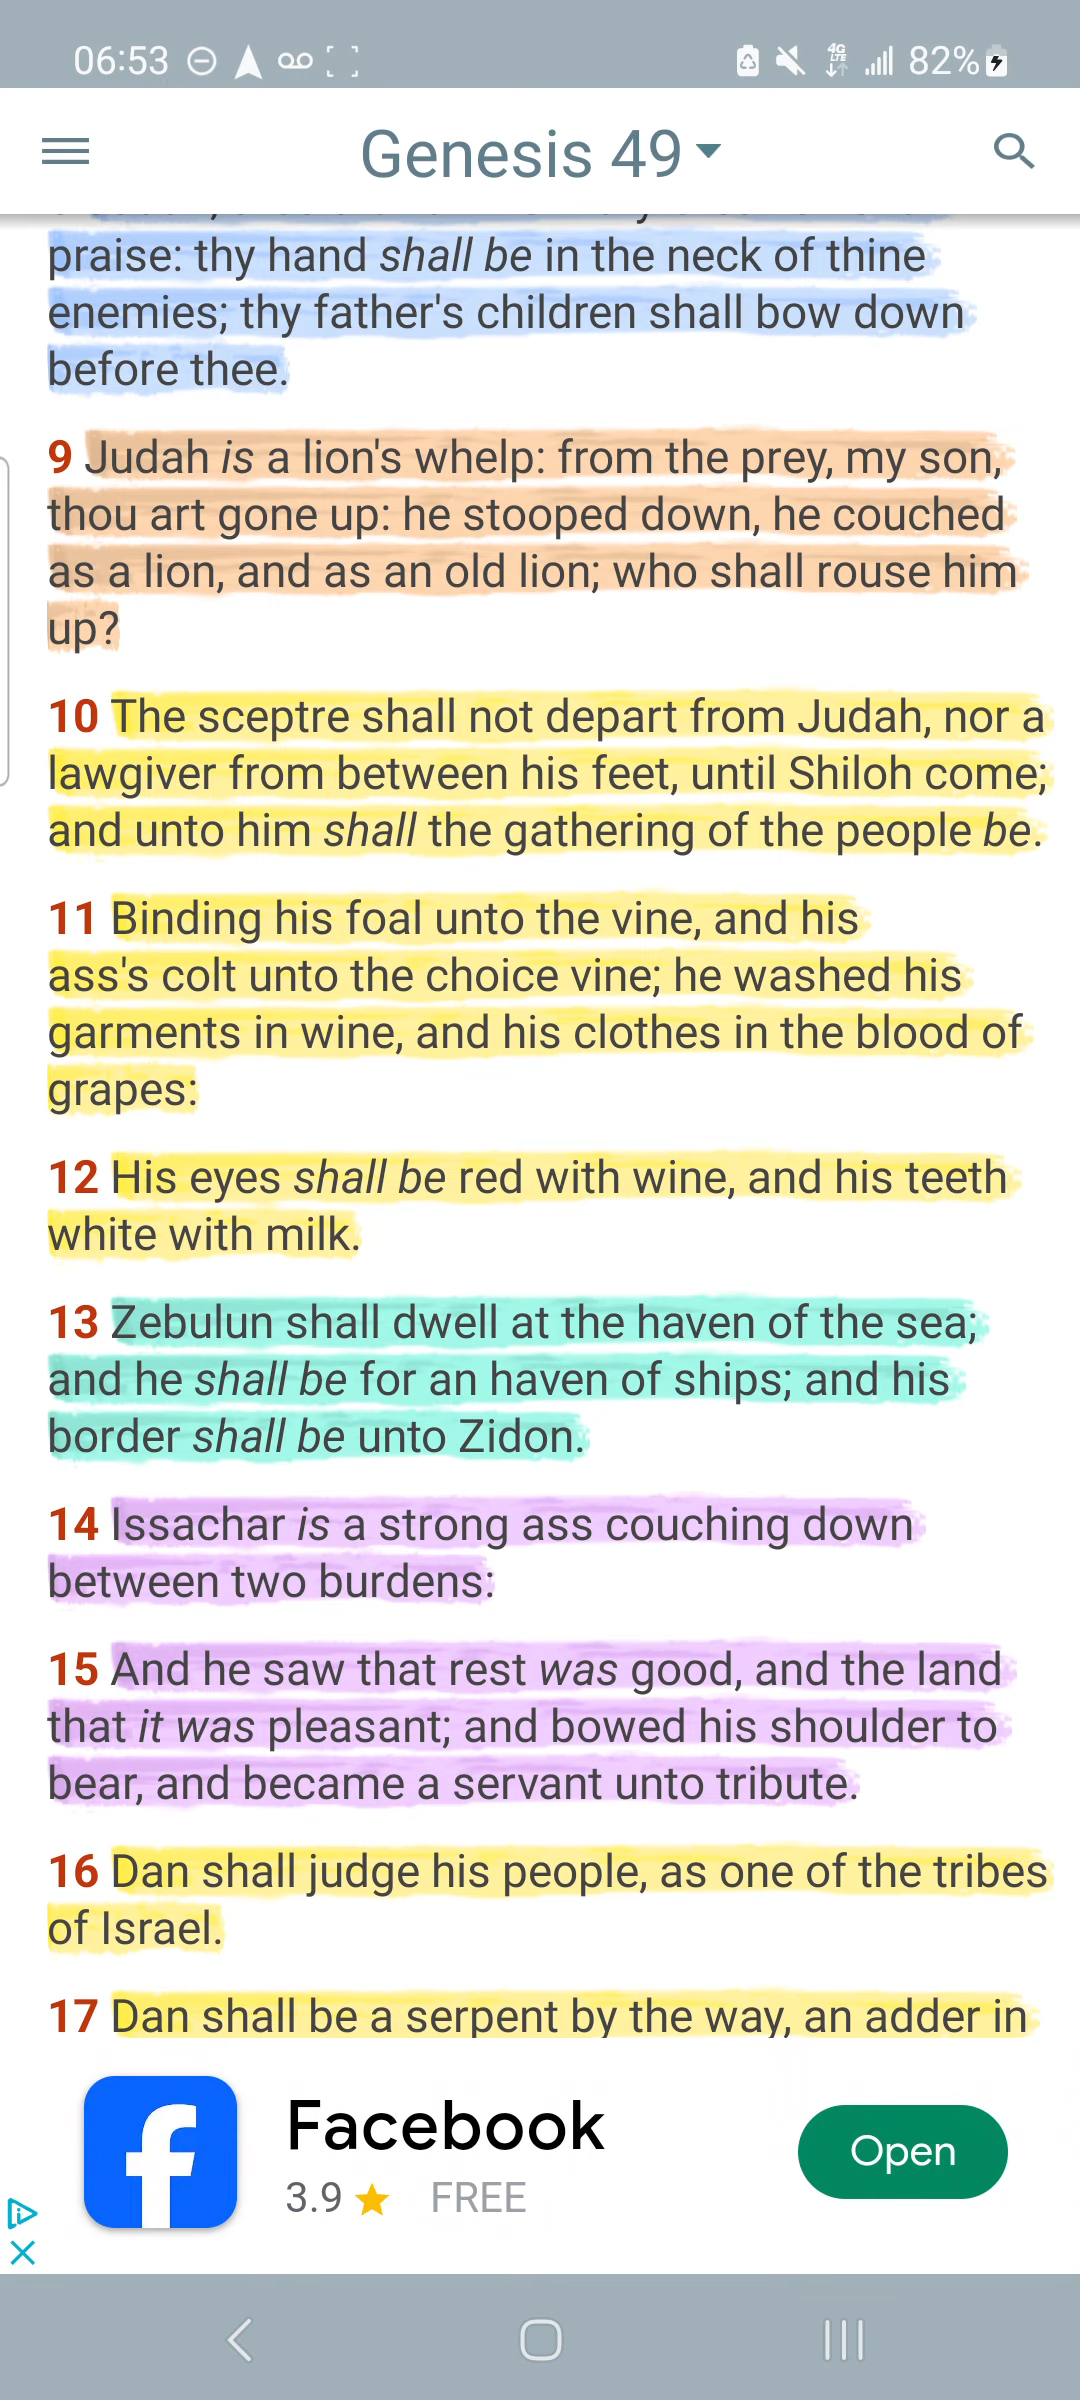 06:53
4G
LTE
82%
Genesis 49
praise: thy hand shall be in the neck of thine
enemies; thy father's children shall bow down
before thee.
9 Judah is a lion's whelp: from the prey, my son,
thou art gone up: he stooped down, he couched
as a lion, and as an old lion; who shall rouse him
up?
10 The sceptre shall not depart from Judah, nor a
lawgiver from between his feet, until Shiloh come;
and unto him shall the gathering of the people be.
11 Binding his foal unto the vine, and his
ass's colt unto the choice vine; he washed his
garments in wine, and his clothes in the blood of
grapes:
12 His eyes shall be red with wine, and his teeth
white with milk.
13 Zebulun shall dwell at the haven of the sea;
and he shall be for an haven of ships; and his
border shall be unto Zidon.
14 Issachar is a strong ass couching down
between two burdens:
15 And he saw that rest was good, and the land
that it was pleasant; and bowed his shoulder to
bear, and became a servant unto tribute.
16 Dan shall judge his people, as one of the tribes
of Israel.
17 Dan shall be a serpent by the way, an adder in
Facebook
3.9 FREE
Open